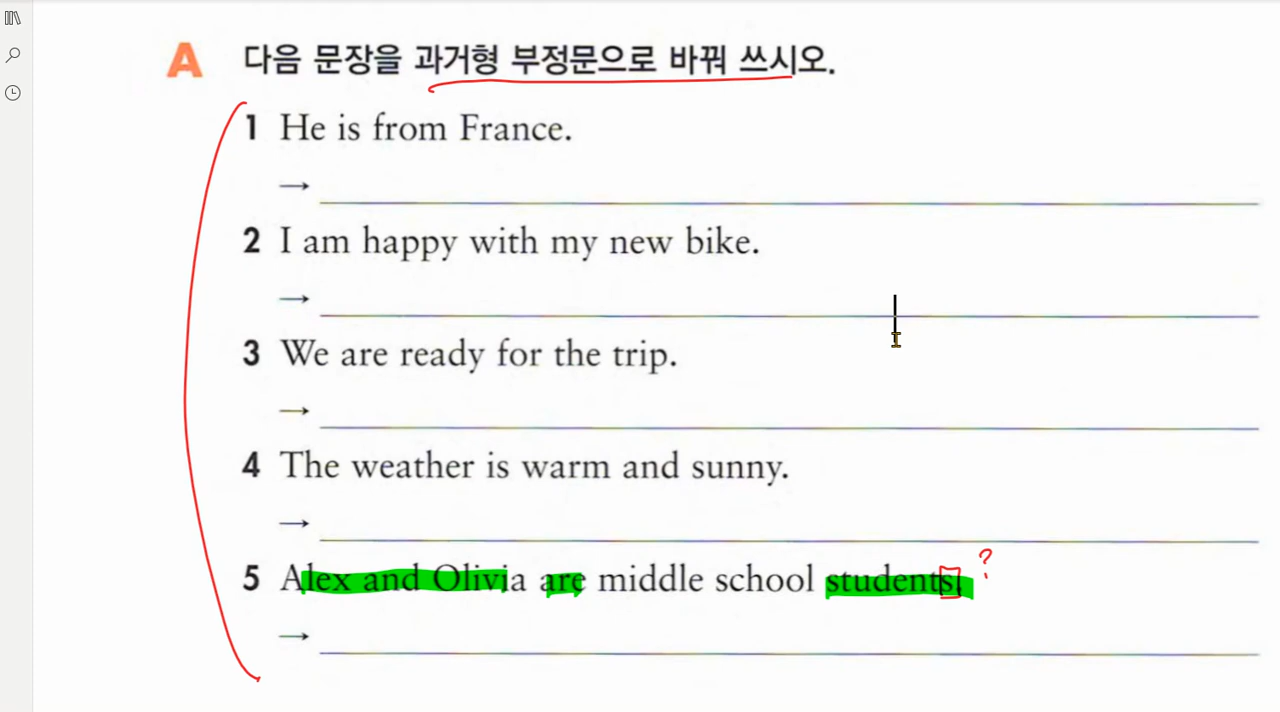 A 다음 문장을 과거형 부정문으로 바꿔 쓰시오.
1 He is from France.
→
2 I am happy with my new bike.
→
3 We are ready for the trip.
→
4 The weather is warm and sunny.
→
?
5 Alex and Olivia are middle school students.
→